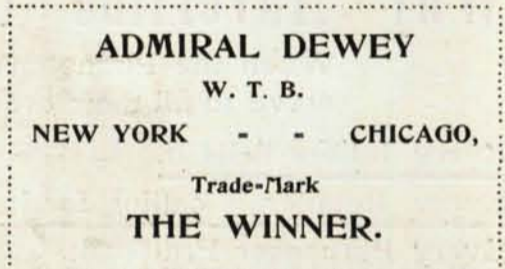 ADMIRAL DEWEY
W. T. B.
NEW YORK - - CHICAGO,
Trade-Mark
THE WINNER.